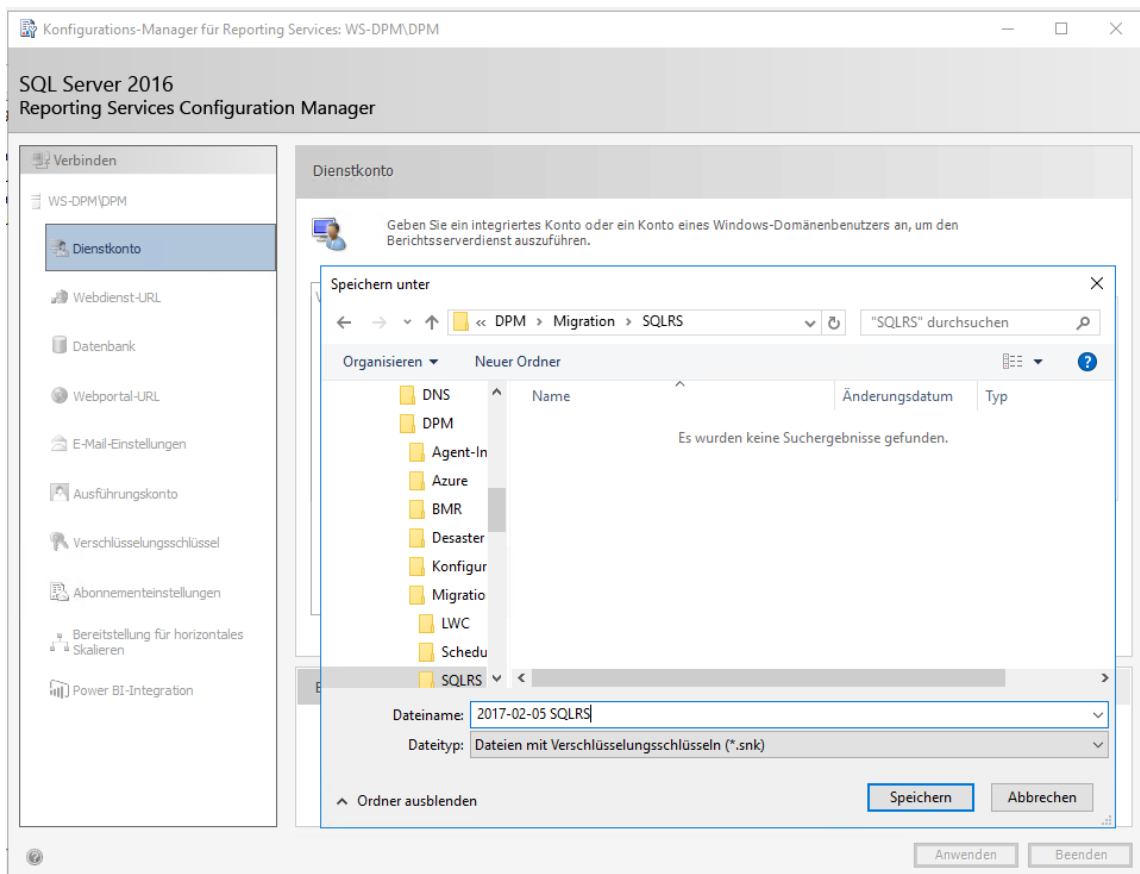 Konfigurations-Manager für Reporting Services: WS-DPM\DPM
SQL Server 2016
Reporting Services Configuration Manager
Verbinden
WS-DPM\DPM
Dienstkonto
Webdienst-URL
Datenbank
Webportal-URL
E-Mail-Einstellungen
Ausführungskonto
Verschlüsselungsschlüssel
Abonnementeinstellungen
Bereitstellung für horizontales
Skalieren
Power BI-Integration
Dienstkonto
Geben Sie ein integriertes Konto oder ein Konto eines Windows-Domänenbenutzers an, um den
Berichtsserverdienst auszuführen.
Speichern unter
« DPM > Migration > SQLRS
"SQLRS" durchsuchen
Organisieren
Neuer Ordner
?
DNS
DPM
Agent-In
Azure
BMR
Desaster
Konfigur
Migratio
LWC
Schedu
SQLRS
Name
Änderungsdatum
Typ
Es wurden keine Suchergebnisse gefunden.
Dateiname: 2017-02-05 SQLRS
Dateityp: Dateien mit Verschlüsselungsschlüsseln (*.snk)
Ordner ausblenden
Speichern
Abbrechen
Anwenden
Beenden